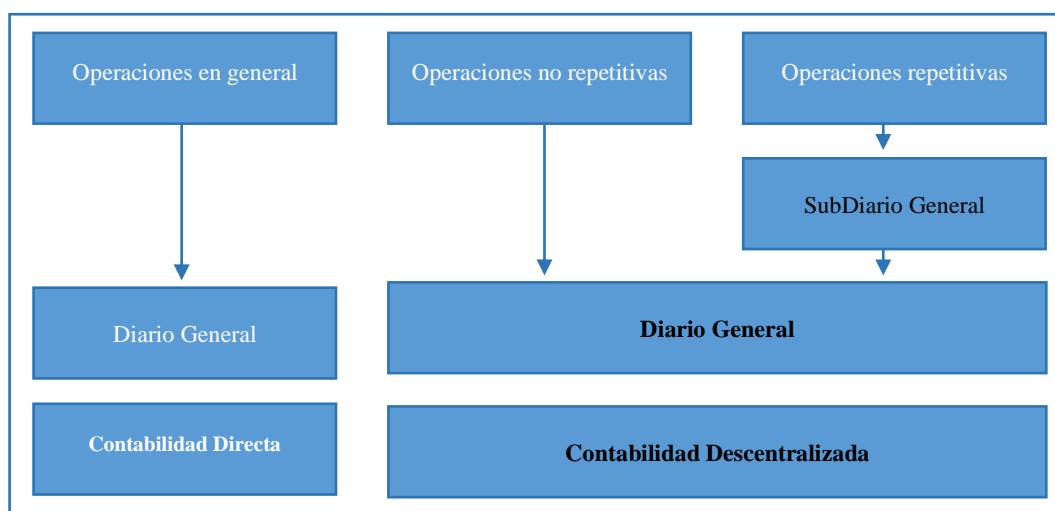 Operaciones en general
Operaciones no repetitivas
Operaciones repetitivas
SubDiario General
Diario General
Diario General
Contabilidad Directa
Contabilidad Descentralizada